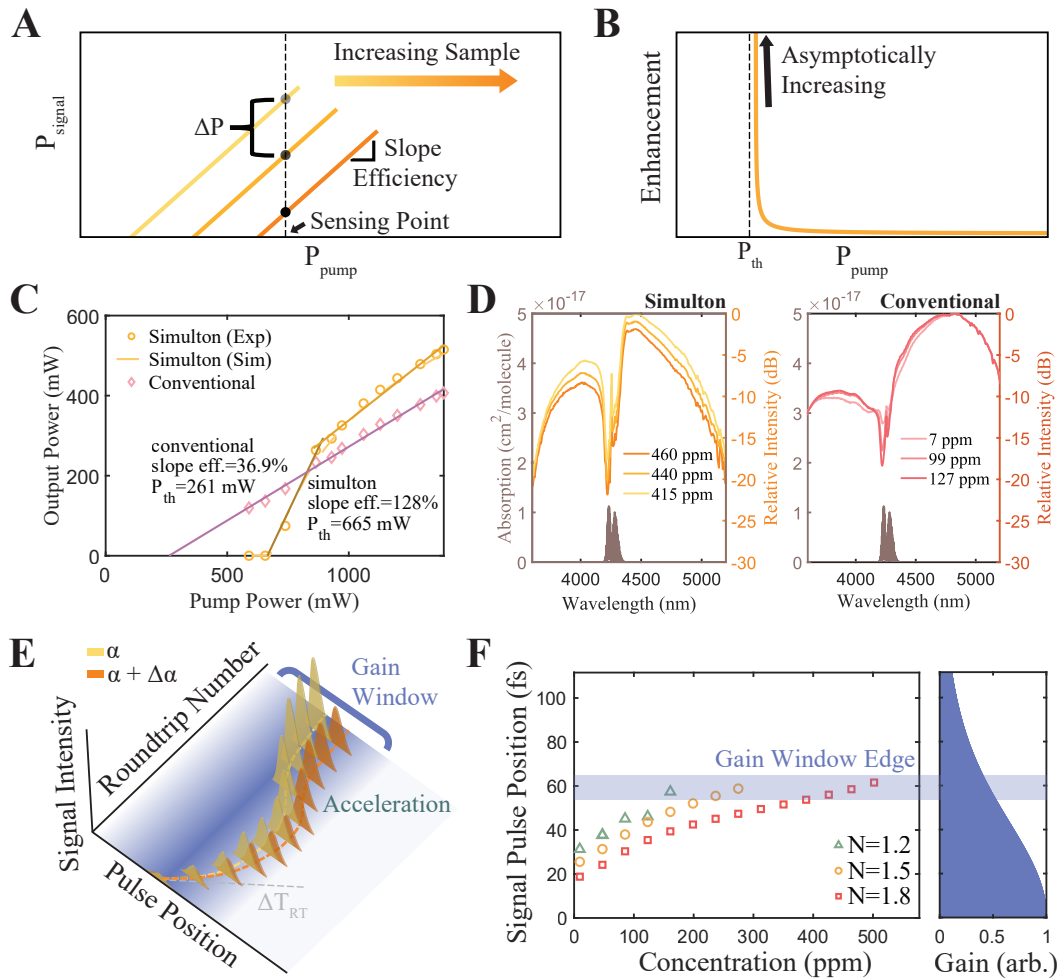 A
Increasing Sample
P_signal
ΔP
Slope
Efficiency
Sensing Point
P_pump
B
Asymptotically
Increasing
Enhancement
P_th
P_pump
C
600
400
200
0
Output Power (mW)
Simulton (Exp)
Simulton (Sim)
Conventional
conventional
slope eff.=36.9%
P_th=261 mW
simulton
slope eff.=128%
P_th=665 mW
0
500
1000
Pump Power (mW)
D
× 10⁻¹⁷
Simulton
5
4
3
2
1
0
Absorption (cm²/molecule)
0
-5
-10
-15
-20
-25
-30
Relative Intensity (dB)
460 ppm
440 ppm
415 ppm
4000
4500
5000
Wavelength (nm)
× 10⁻¹⁷
Conventional
5
4
3
2
1
0
0
-5
-10
-15
-20
-25
-30
Relative Intensity (dB)
7 ppm
99 ppm
127 ppm
4000
4500
5000
Wavelength (nm)
E
α
α + Δα
Signal Intensity
Roundtrip Number
Gain
Window
Acceleration
ΔT_RT
Pulse Position
F
Signal Pulse Position (fs)
100
80
60
40
20
0
Gain Window Edge
N=1.2
N=1.5
N=1.8
0
100
200
300
400
500
Concentration (ppm)
0
0.5
1
Gain (arb.)